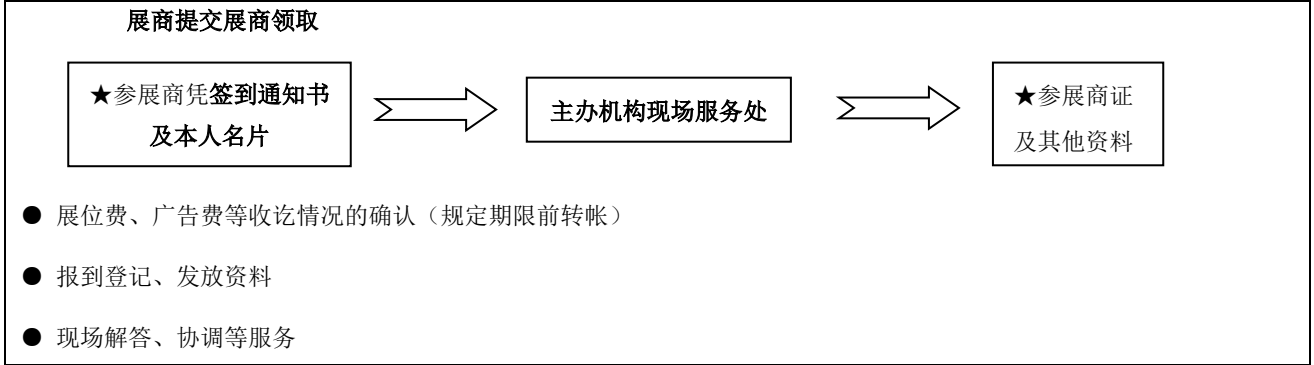 展商提交展商领取
★参展商凭签到通知书
及本人名片
主办机构现场服务处
★参展商证
及其他资料
● 展位费、广告费等收讫情况的确认（规定期限前转帐）
● 报到登记、发放资料
● 现场解答、协调等服务